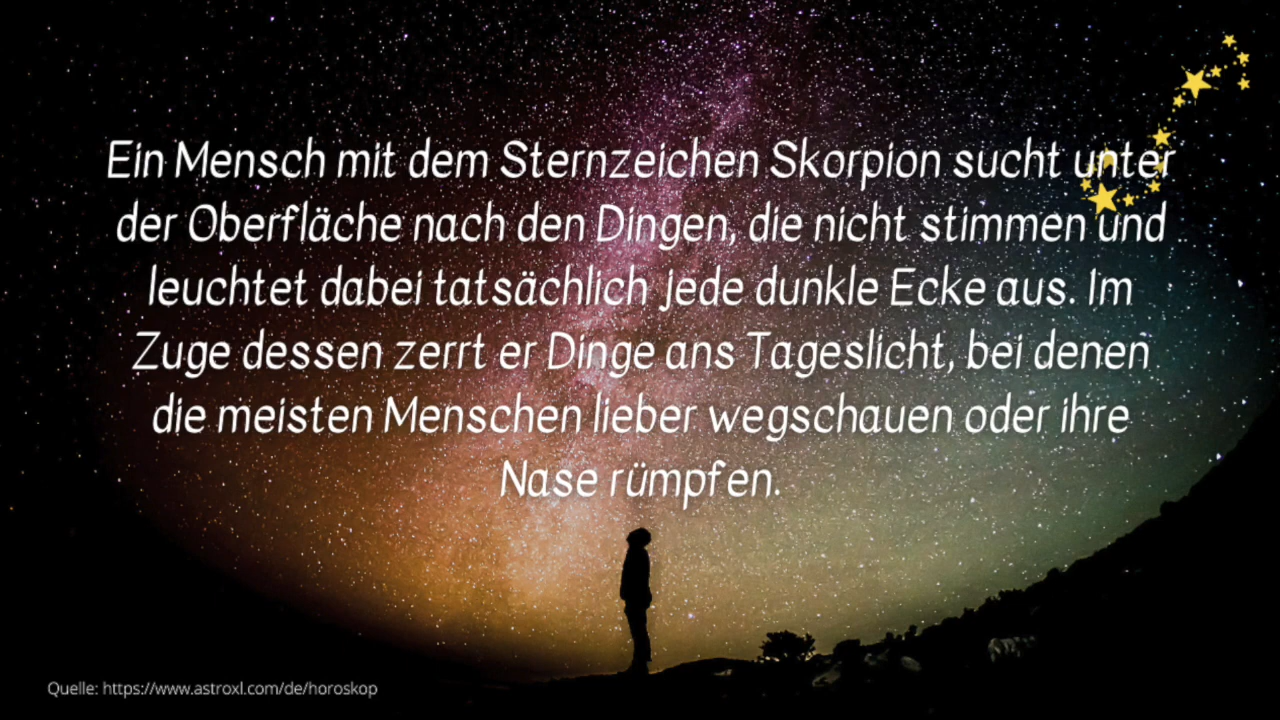 Ein Mensch mit dem Sternzeichen Skorpion sucht unter
der Oberfläche nach den Dingen, die nicht stimmen und
leuchtet dabei tatsächlich jede dunkle Ecke aus. Im
Zuge dessen zerrt er Dinge ans Tageslicht, bei denen
die meisten Menschen lieber wegschauen oder ihre
Nase rümpfen.
Quelle: https://www.astroxl.com/de/horoskop